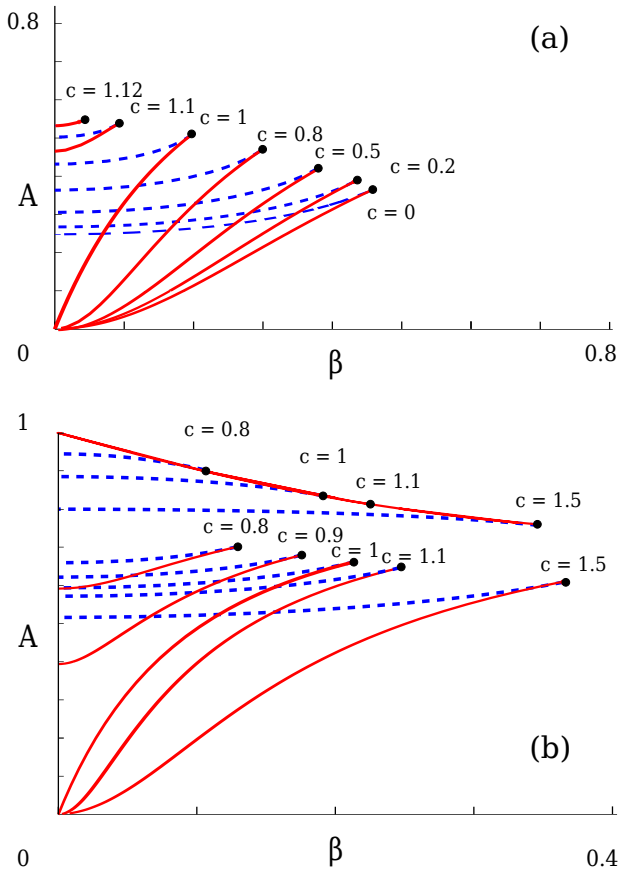 0.8
(a)
c = 1.12
c = 1.1
c = 1
c = 0.8
c = 0.5
c = 0.2
A
c = 0
0
β
0.8
1
c = 0.8
c = 1
c = 1.1
c = 1.5
c = 0.8
c = 0.9
c = 1
c = 1.1
c = 1.5
A
(b)
0
β
0.4